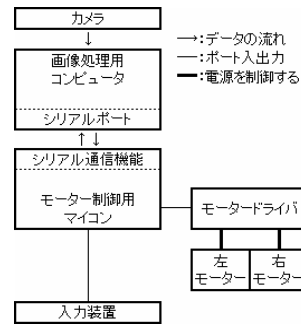 カメラ
↓
画像処理用
コンピュータ
シリアルポート
↑↓
シリアル通信機能
モーター制御用
マイコン
入力装置
→:データの流れ
―:ポート入出力
━:電源を制御する
モータードライバ
左
モーター
右
モーター